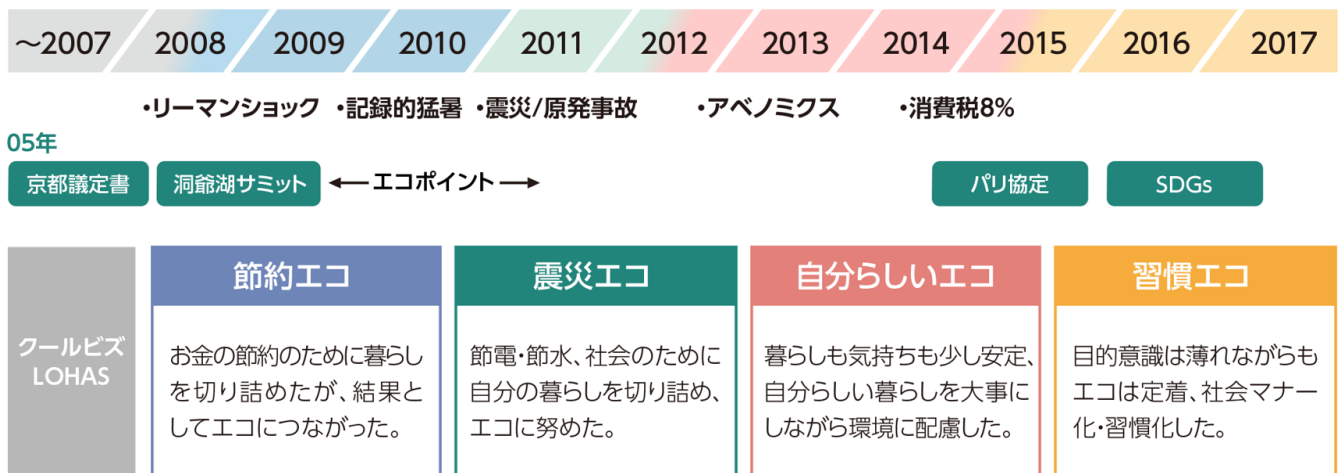 ～2007 2008 2009 2010 2011 2012 2013 2014 2015 2016 2017
・リーマンショック ・記録的猛暑 ・震災/原発事故 ・アベノミクス ・消費税8%
05年
京都議定書 洞爺湖サミット ←エコポイント→ パリ協定 SDGs
クールビズ
LOHAS
節約エコ
お金の節約のために暮らし
を切り詰めたが、結果と
してエコにつながった。
震災エコ
節電・節水、社会のために
自分の暮らしを切り詰め、
エコに努めた。
自分らしいエコ
暮らしも気持ちも少し安定、
自分らしい暮らしを大事に
しながら環境に配慮した。
習慣エコ
目的意識は薄れながらも
エコは定着、社会マナー
化・習慣化した。